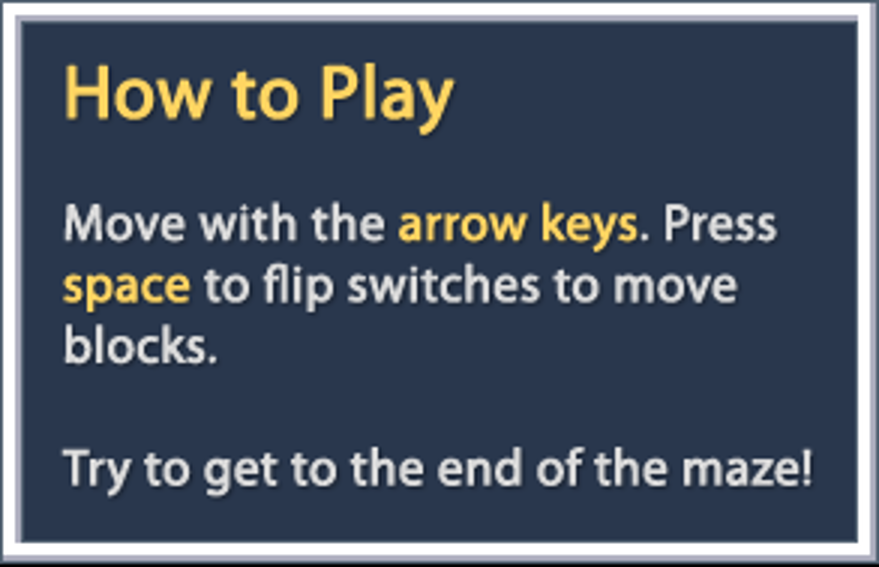 How to Play
Move with the arrow keys. Press
space to flip switches to move
blocks.
Try to get to the end of the maze!